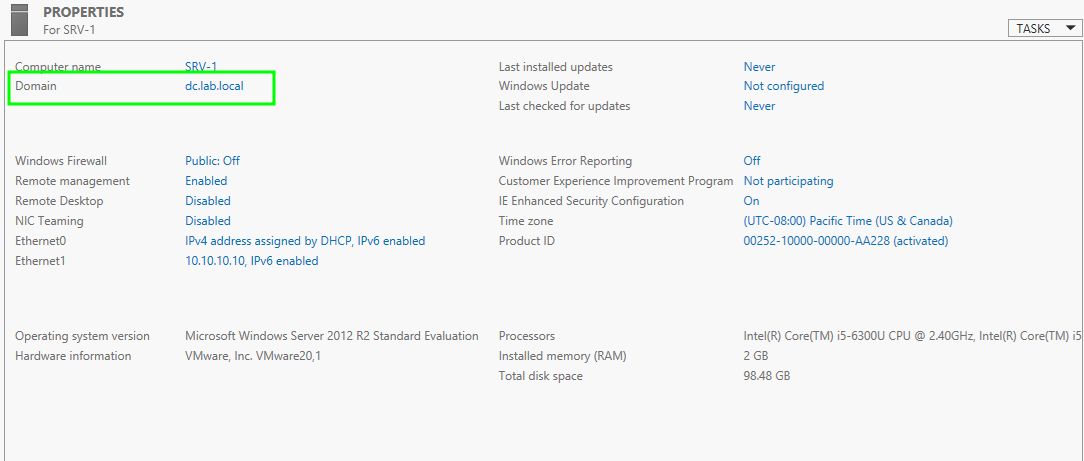 PROPERTIES
For SRV-1
TASKS
Computer name SRV-1
Domain dc.lab.local
Last installed updates Never
Windows Update Not configured
Last checked for updates Never
Windows Firewall Public: Off
Remote management Enabled
Remote Desktop Disabled
NIC Teaming Disabled
Ethernet0 IPv4 address assigned by DHCP, IPv6 enabled
Ethernet1 10.10.10.10, IPv6 enabled
Windows Error Reporting Off
Customer Experience Improvement Program Not participating
IE Enhanced Security Configuration On
Time zone (UTC-08:00) Pacific Time (US & Canada)
Product ID 00252-10000-00000-AA228 (activated)
Operating system version Microsoft Windows Server 2012 R2 Standard Evaluation
Hardware information VMware, Inc. VMware20,1
Processors Intel(R) Core(TM) i5-6300U CPU @ 2.40GHz, Intel(R) Core(TM) i5
Installed memory (RAM) 2 GB
Total disk space 98.48 GB